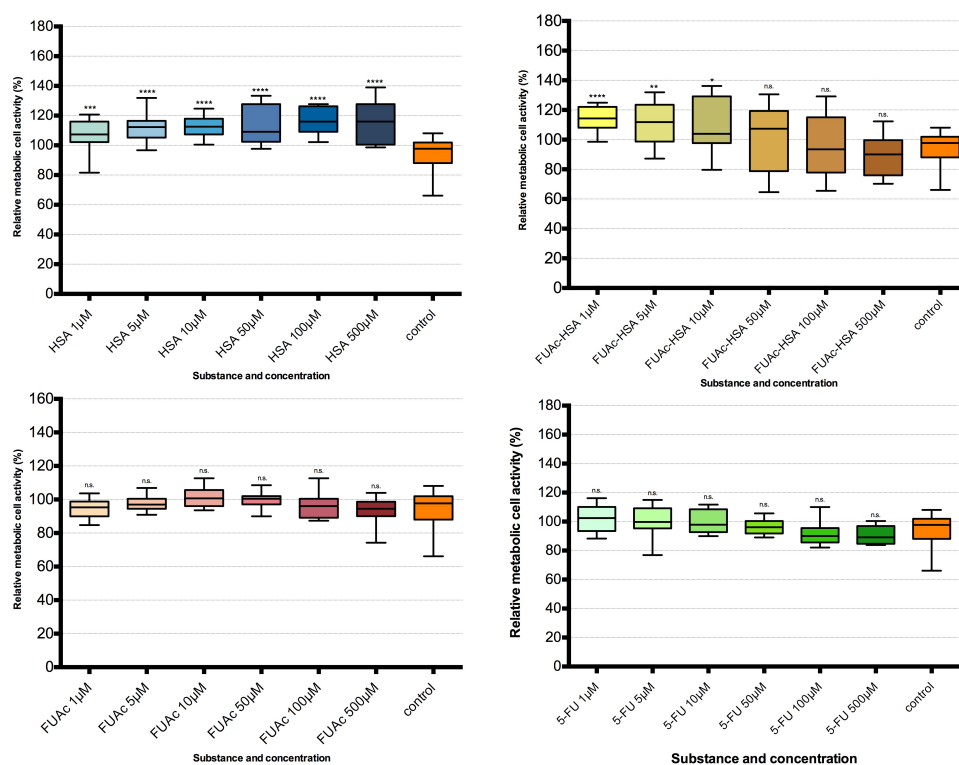 180
160
140
120
100
80
60
40
20
0
Relative metabolic cell activity (%)
*** **** **** **** **** ****
HSA 1µM HSA 5µM HSA 10µM HSA 50µM HSA 100µM HSA 500µM control
Substance and concentration
180
160
140
120
100
80
60
40
20
0
Relative metabolic cell activity (%)
**** ** * n.s. n.s. n.s.
FUAc-HSA 1µM FUAc-HSA 5µM FUAc-HSA 10µM FUAc-HSA 50µM FUAc-HSA 100µM FUAc-HSA 500µM control
Substance and concentration
160
140
120
100
80
60
40
20
0
Relative metabolic cell activity (%)
n.s. n.s. n.s. n.s. n.s. n.s.
FUAc 1µM FUAc 5µM FUAc 10µM FUAc 50µM FUAc 100µM FUAc 500µM control
Substance and concentration
180
160
140
120
100
80
60
40
20
0
Relative metabolic cell activity (%)
n.s. n.s. n.s. n.s. n.s. n.s.
5-FU 1µM 5-FU 5µM 5-FU 10µM 5-FU 50µM 5-FU 100µM 5-FU 500µM control
Substance and concentration